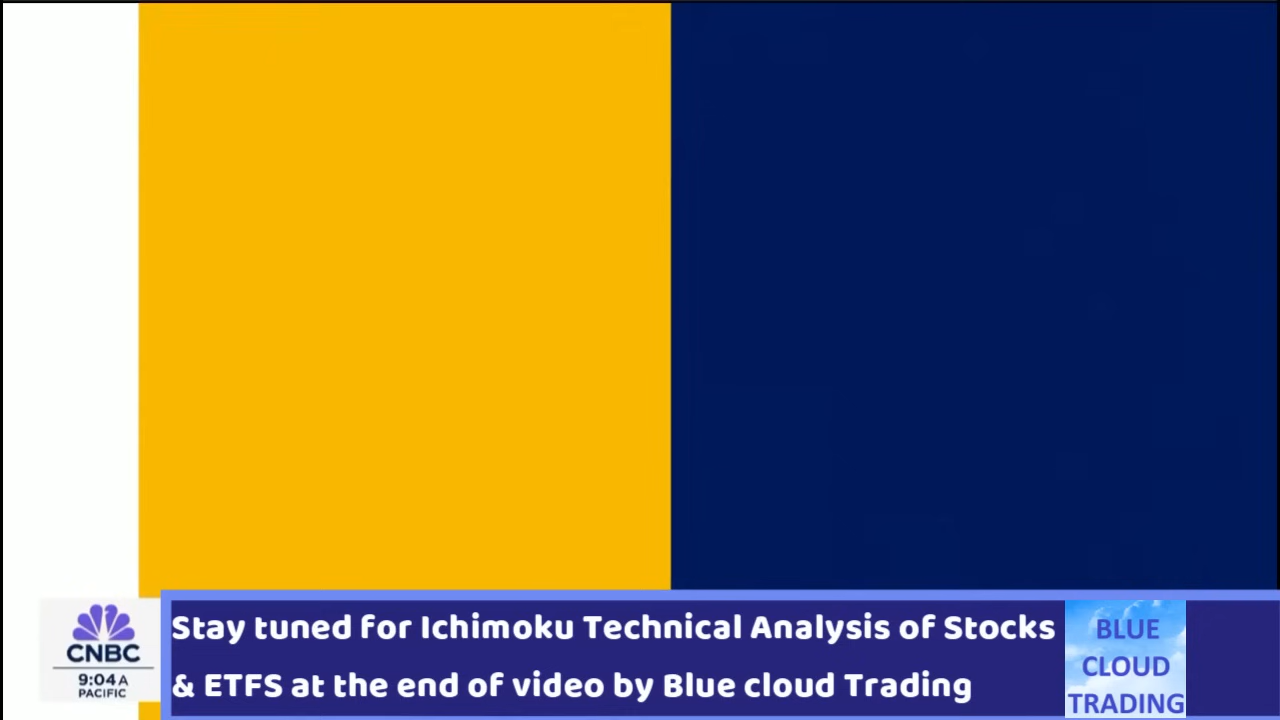 Stay tuned for Ichimoku Technical Analysis of Stocks
& ETFS at the end of video by Blue cloud Trading
BLUE
CLOUD
TRADING
CNBC
9:04A
PACIFIC